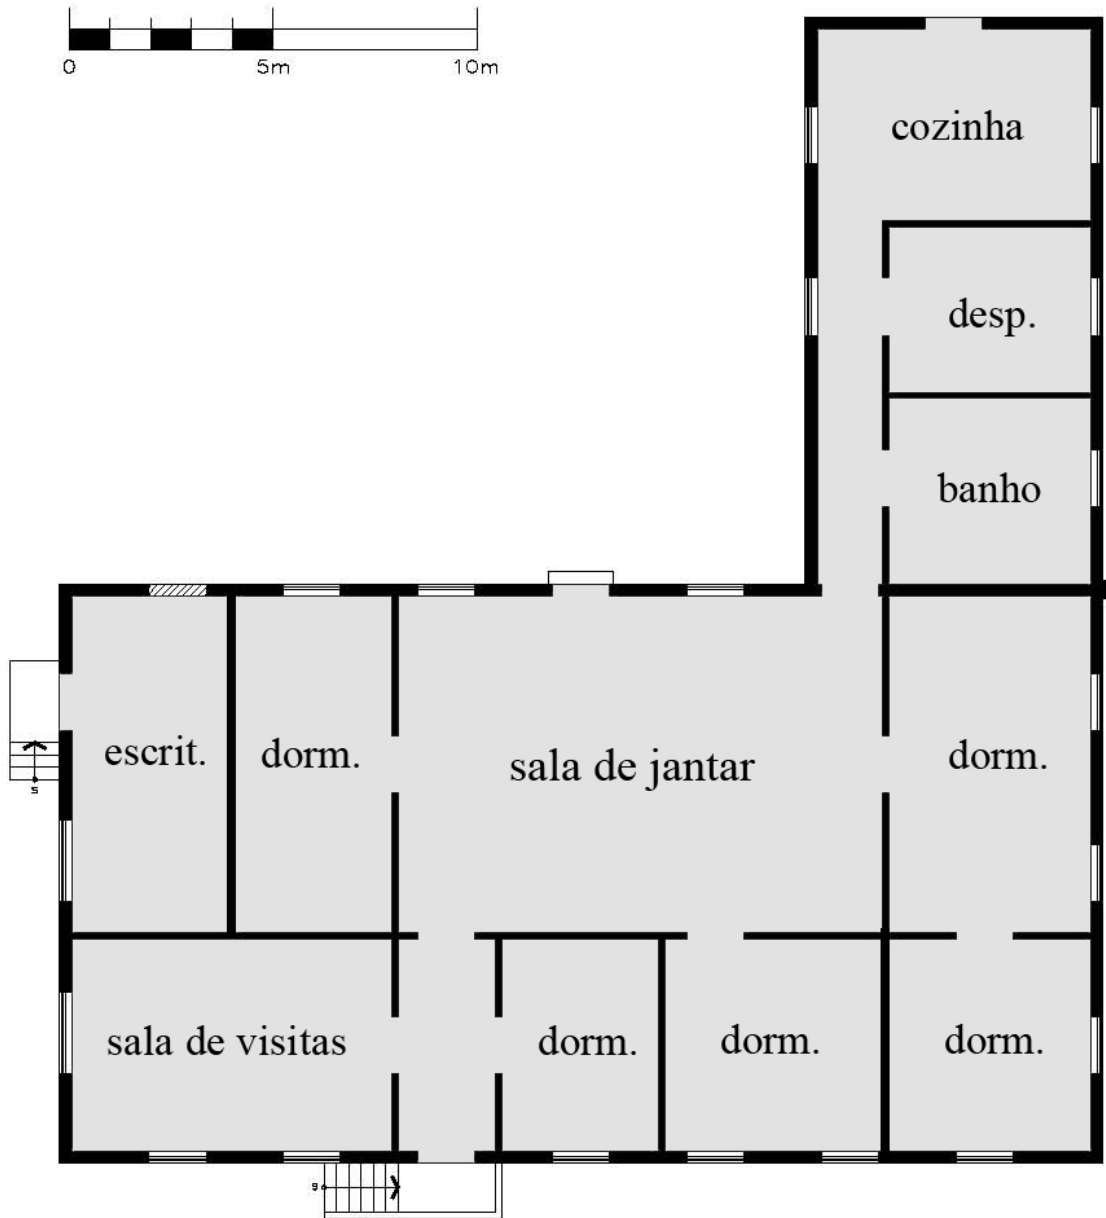 0 5m 10m
cozinha
desp.
banho
escrit.
dorm.
sala de jantar
dorm.
sala de visitas
dorm.
dorm.
dorm.